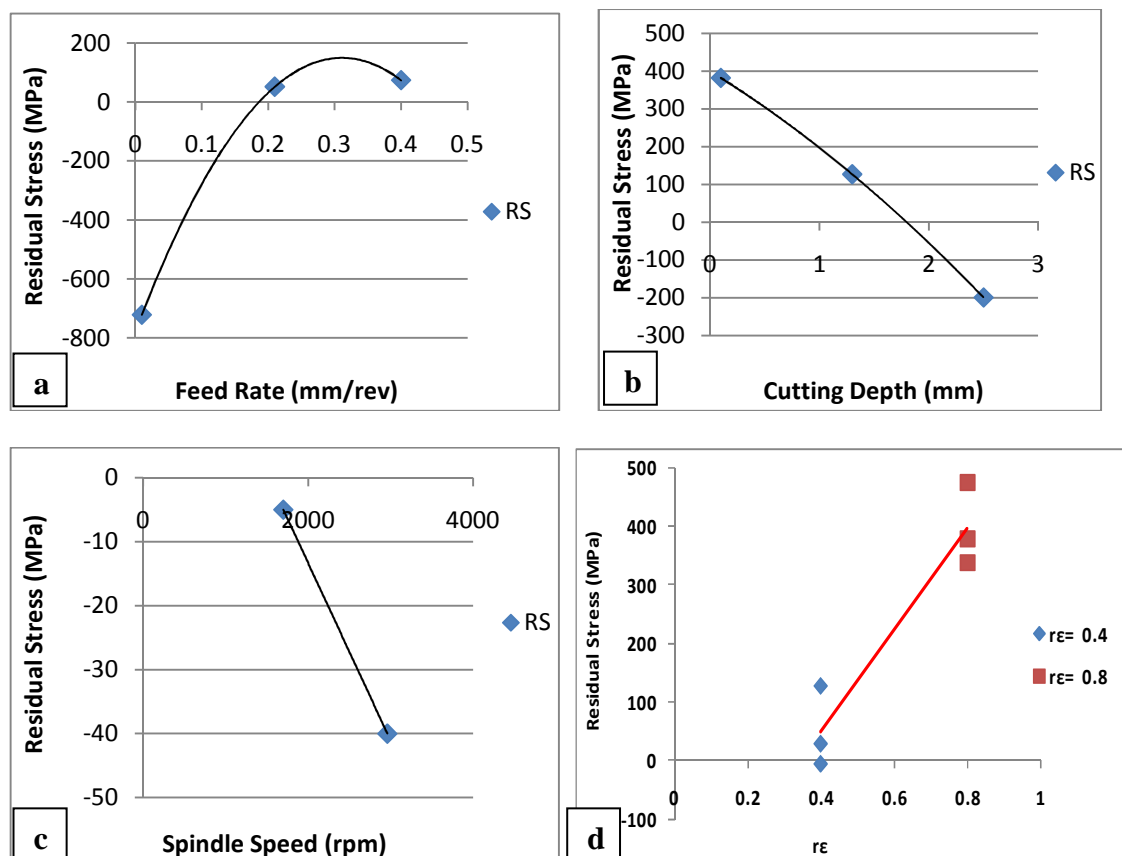 200
0
-200
-400
-600
-800
0 0.1 0.2 0.3 0.4 0.5
Residual Stress (MPa)
Feed Rate (mm/rev)
RS
a
500
400
300
200
100
0
-100
-200
-300
0 1 2 3
Residual Stress (MPa)
Cutting Depth (mm)
RS
b
0
-10
-20
-30
-40
-50
0 2000 4000
Residual Stress (MPa)
Spindle Speed (rpm)
RS
c
500
400
300
200
100
0
-100
0 0.2 0.4 0.6 0.8 1
Residual Stress (MPa)
rε
rε= 0.4
rε= 0.8
d